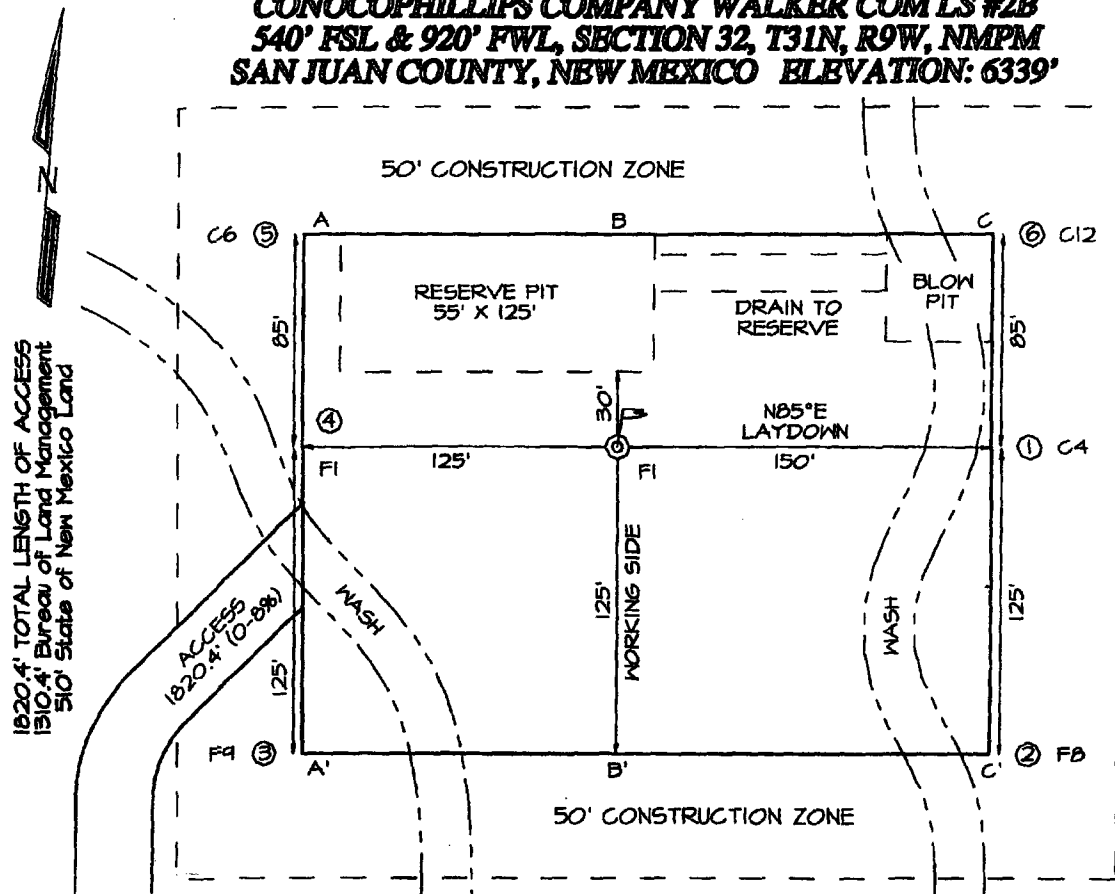 CONOCOPHILLIPS COMPANY WALKER COM LS #2B
540' FSL & 920' FWL, SECTION 32, T31N, R9W, NMPM
SAN JUAN COUNTY, NEW MEXICO ELEVATION: 6339'
N
50' CONSTRUCTION ZONE
C6 5 A B C 6 C12
RESERVE PIT
55' X 125'
BLOW
PIT
DRAIN TO
RESERVE
85'
85'
30'
N85°E
LAYDOWN
4
F1 125' F1 150' 1 C4
1820.4' TOTAL LENGTH OF ACCESS
1310.4' Bureau of Land Management
510' State of New Mexico Land
ACCESS
1820.4' (0-8%)
WASH
125'
WORKING SIDE
WASH
125'
125'
F9 3 A' B' C' 2 F8
50' CONSTRUCTION ZONE